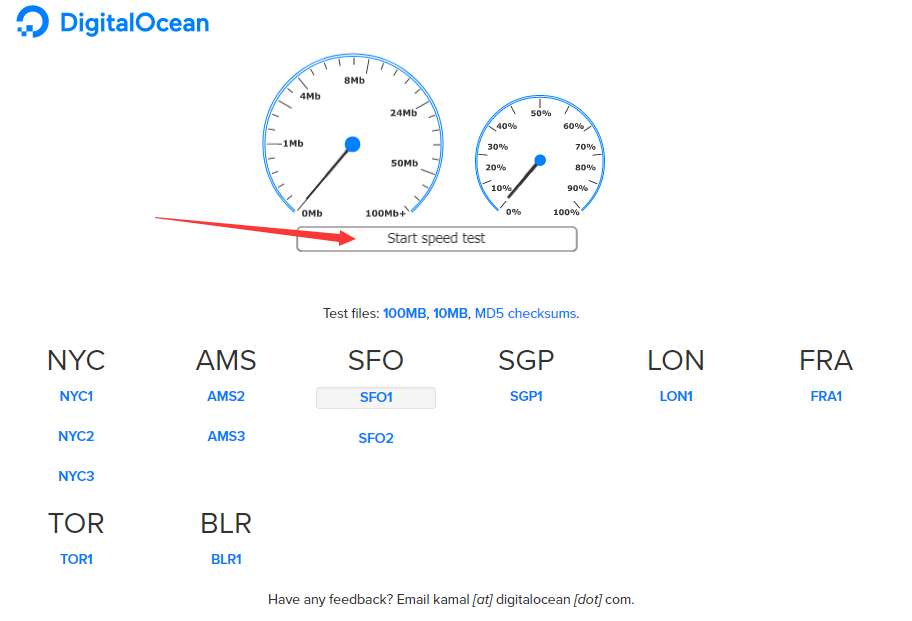 DigitalOcean
0Mb
1Mb
4Mb
8Mb
24Mb
50Mb
100Mb+
0%
10%
20%
30%
40%
50%
60%
70%
80%
90%
100%
Start speed test
Test files: 100MB, 10MB, MD5 checksums.
NYC AMS SFO SGP LON FRA
NYC1 AMS2 SFO1 SGP1 LON1 FRA1
NYC2 AMS3 SFO2
NYC3
TOR BLR
TOR1 BLR1
Have any feedback? Email kamal [at] digitalocean [dot] com.